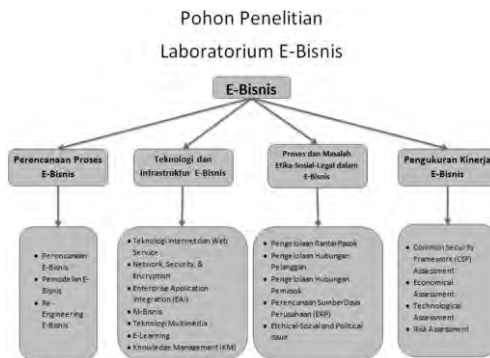 Pohon Penelitian
Laboratorium E-Bisnis
E-Bisnis
Perencanaan Proses
E-Bisnis
Teknologi dan
Infrastruktur E-Bisnis
Proses dan Masalah
Etika-Sosial-Legal dalam
E-Bisnis
Pengukuran Kinerja
E-Bisnis
• Perencanaan
E-Bisnis
• Pemodelan E-
Bisnis
• Re-
Engineering
E-Bisnis
• Teknologi Internet dan Web
Service
• Network, Security, &
Encryption
• Enterprise Application
Integration (EAI)
• M-Bisnis
• Teknologi Multimedia
• E-Learning
• Knowledge Management (KM)
• Pengelolaan Rantai Pasok
• Pengelolaan Hubungan
Pelanggan
• Pengelolaan Hubungan
Pemasok
• Perencanaan Sumber Daya
Perusahaan (ERP)
• Ethical-Social and Political
Issue
• Common Security
Framework (CSF)
Assessment
• Economical
Assessment
• Technological
Assessment
• Risk Assessment